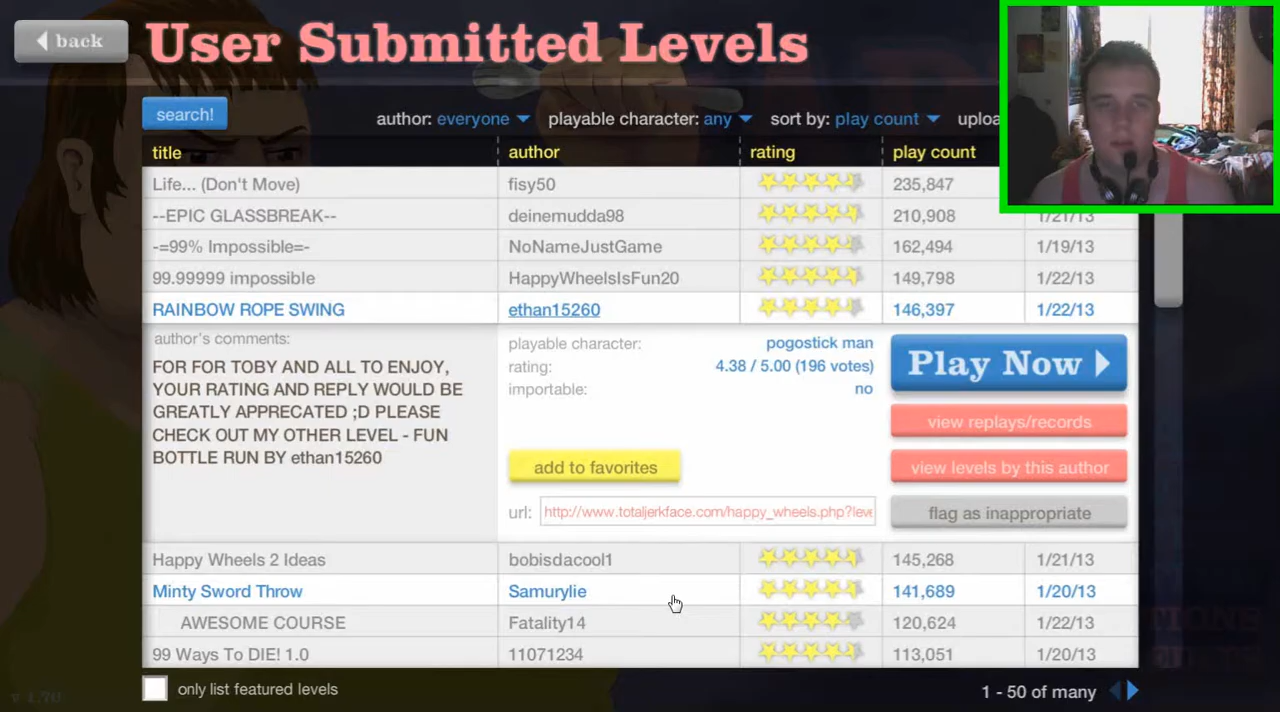 back
User Submitted Levels
search!
author: everyone
playable character: any
sort by: play count
uploa
title author rating play count
Life... (Don't Move) fisy50 235,847
--EPIC GLASSBREAK-- deinemudda98 210,908 1/21/13
-=99% Impossible=- NoNameJustGame 162,494 1/19/13
99.99999 impossible HappyWheelsIsFun20 149,798 1/22/13
RAINBOW ROPE SWING ethan15260 146,397 1/22/13
author's comments:
FOR FOR TOBY AND ALL TO ENJOY,
YOUR RATING AND REPLY WOULD BE
GREATLY APPRECATED ;D PLEASE
CHECK OUT MY OTHER LEVEL - FUN
BOTTLE RUN BY ethan15260
playable character: pogostick man
rating: 4.38 / 5.00 (196 votes)
importable: no
add to favorites
url: http://www.totaljerkface.com/happy_wheels.php?leve
Play Now
view replays/records
view levels by this author
flag as inappropriate
Happy Wheels 2 Ideas bobisdacool1 145,268 1/21/13
Minty Sword Throw Samurylie 141,689 1/20/13
AWESOME COURSE Fatality14 120,624 1/22/13
99 Ways To DIE! 1.0 11071234 113,051 1/20/13
only list featured levels
1 - 50 of many
v 1.70